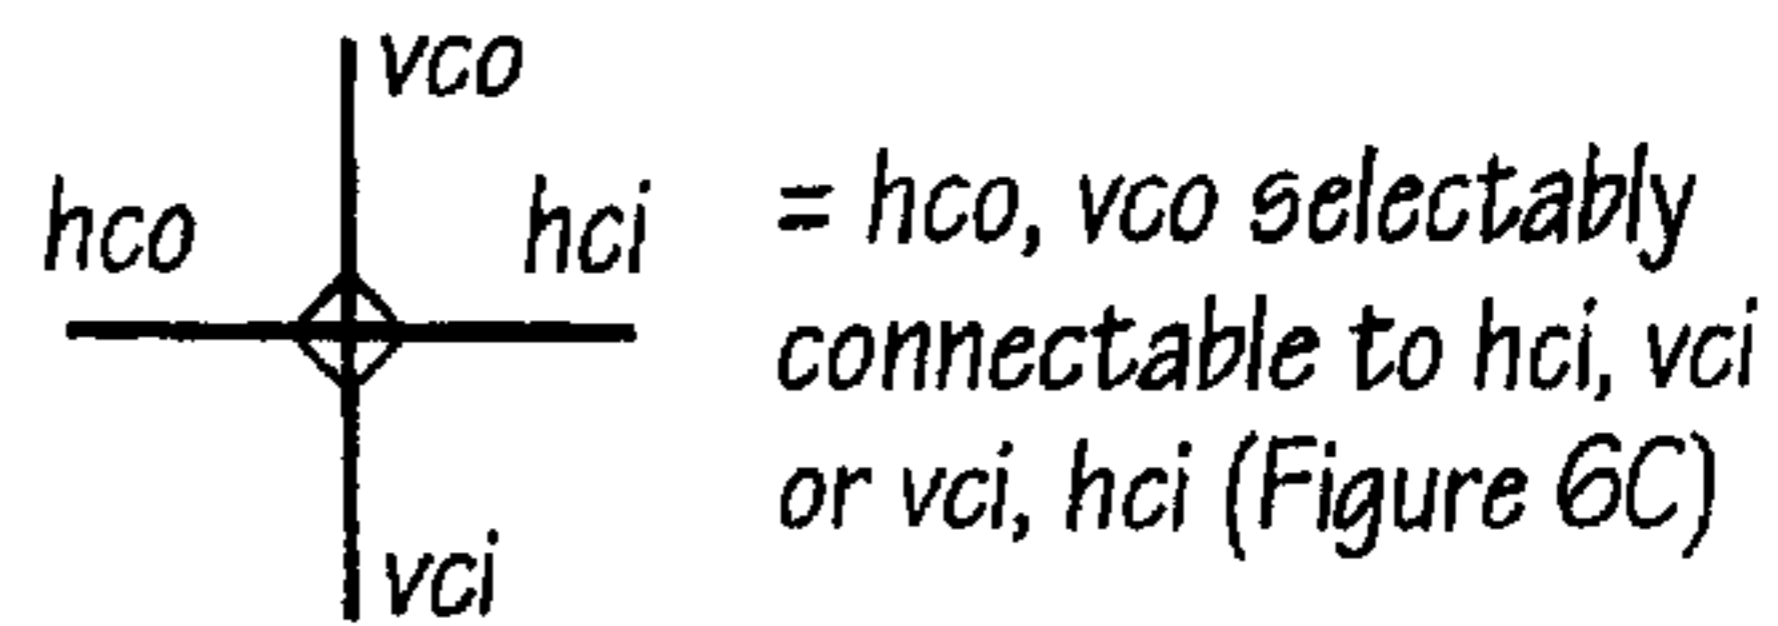 vco
hco
hci
vci
= hco, vco selectably
connectable to hci, vci
or vci, hci (Figure 6C)